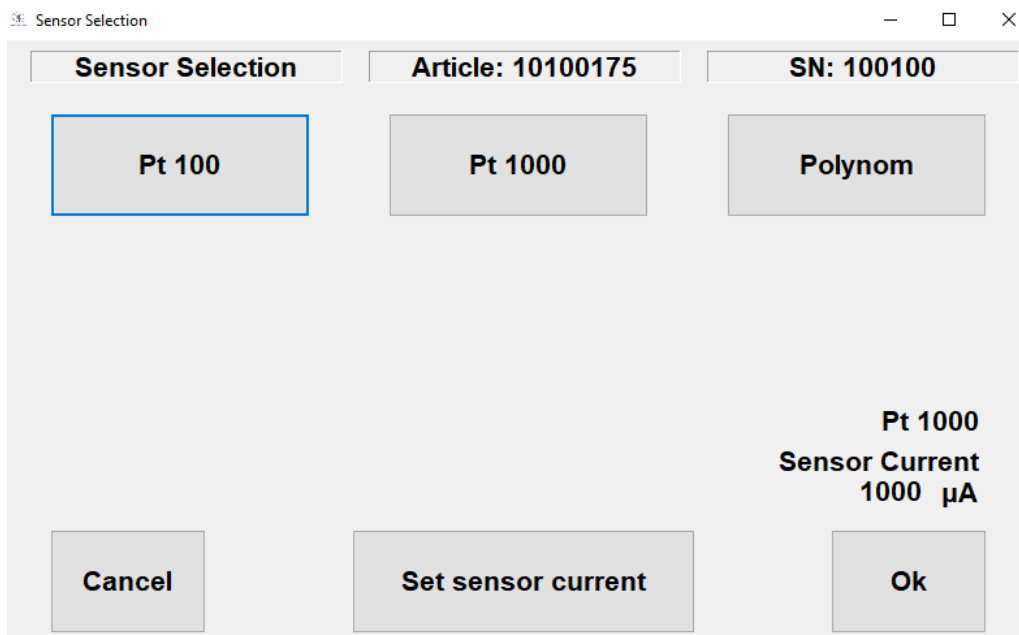 Sensor Selection
Sensor Selection
Article: 10100175
SN: 100100
Pt 100
Pt 1000
Polynom
Pt 1000
Sensor Current
1000 µA
Cancel
Set sensor current
Ok